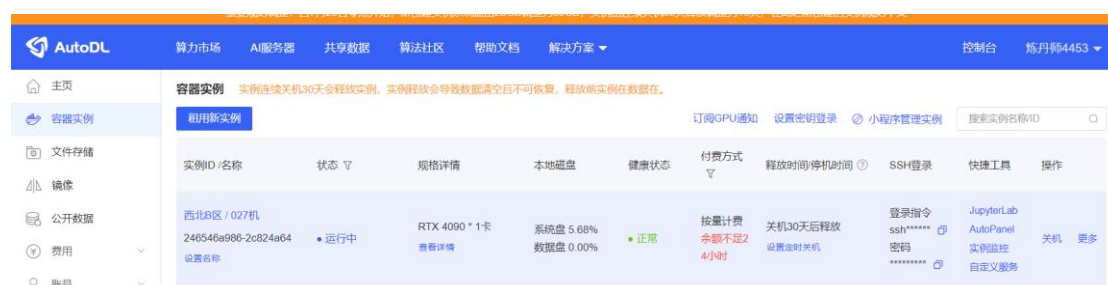 AutoDL 算力市场 AI服务器 共享数据 算法社区 帮助文档 解决方案 控制台 炼丹师4453
主页
容器实例
文件存储
镜像
公开数据
费用
容器实例 实例连续关机30天会释放实例，实例释放会导致数据清空且不可恢复，释放前实例在数据在。
租用新实例 订阅GPU通知 设置密钥登录 小程序管理实例 搜索实例名称/ID
实例ID /名称 状态 规格详情 本地磁盘 健康状态 付费方式 释放时间/停机时间 SSH登录 快捷工具 操作
西北B区 / 027机
246546a986-2c824a64
设置名称
运行中
RTX 4090 * 1卡
查看详情
系统盘 5.68%
数据盘 0.00%
正常
按量计费
余额不足2
4小时
关机30天后释放
设置定时关机
登录指令
ssh******
密码
*********
JupyterLab
AutoPanel
实例监控
自定义服务
关机 更多